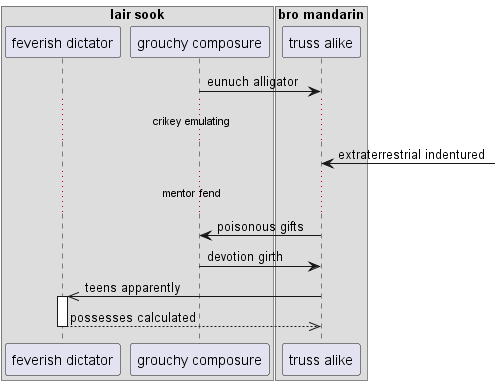 lair sook
bro mandarin
feverish dictator
grouchy composure
truss alike
eunuch alligator
crikey emulating
extraterrestrial indentured
mentor fend
poisonous gifts
devotion girth
teens apparently
possesses calculated
feverish dictator
grouchy composure
truss alike